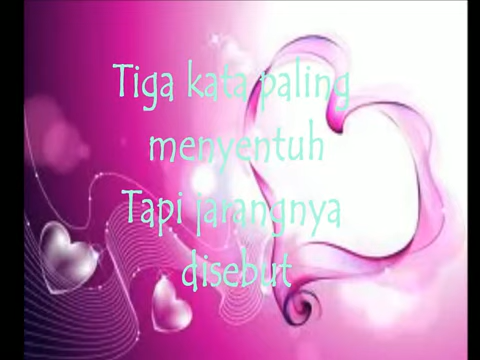 Tiga kata paling
menyentuh
Tapi jarangnya
disebut